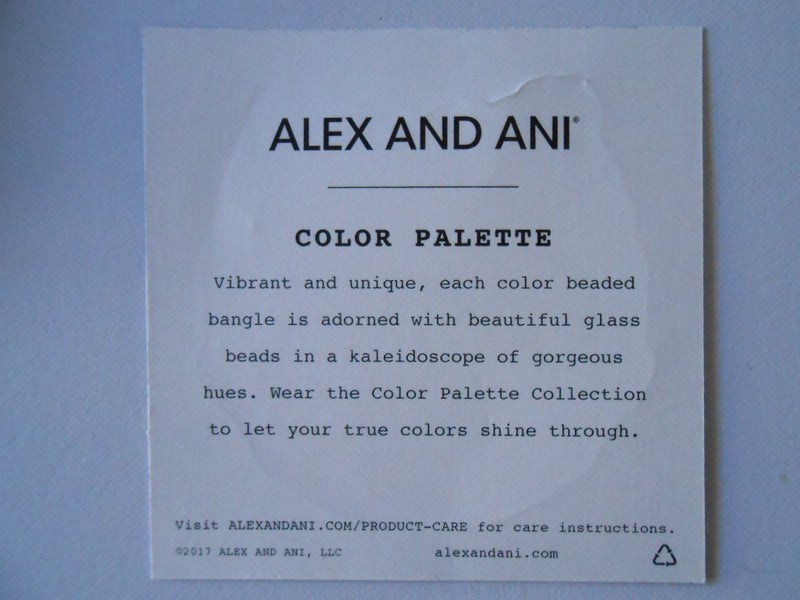 ALEX AND ANI®
COLOR PALETTE
Vibrant and unique, each color beaded
bangle is adorned with beautiful glass
beads in a kaleidoscope of gorgeous
hues. Wear the Color Palette Collection
to let your true colors shine through.
Visit ALEXANDANI.COM/PRODUCT-CARE for care instructions.
©2017 ALEX AND ANI, LLC alexandani.com